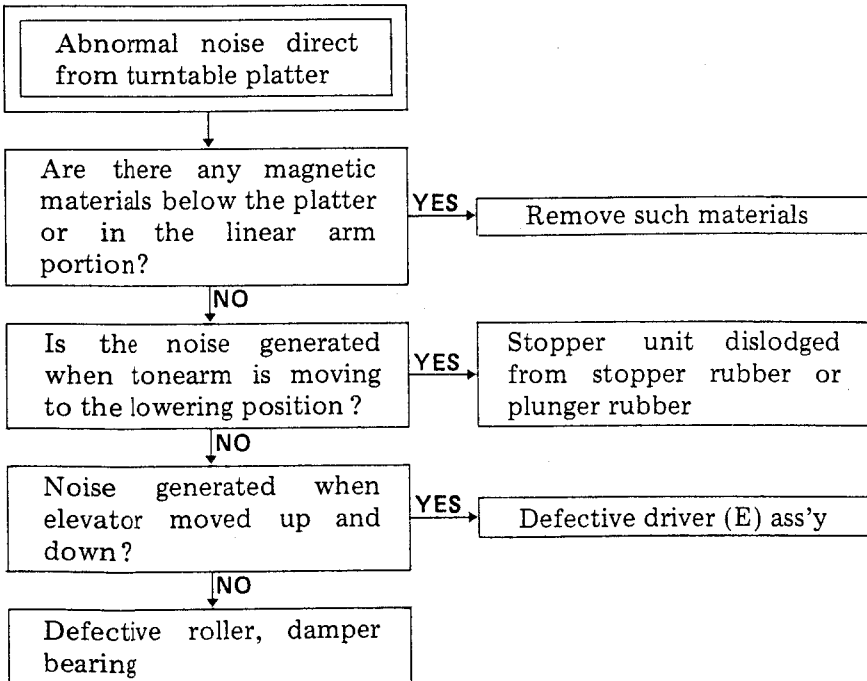 Abnormal noise direct
from turntable platter
Are there any magnetic
materials below the platter
or in the linear arm
portion?
YES
Remove such materials
NO
Is the noise generated
when tonearm is moving
to the lowering position?
YES
Stopper unit dislodged
from stopper rubber or
plunger rubber
NO
Noise generated when
elevator moved up and
down?
YES
Defective driver (E) ass'y
NO
Defective roller, damper
bearing